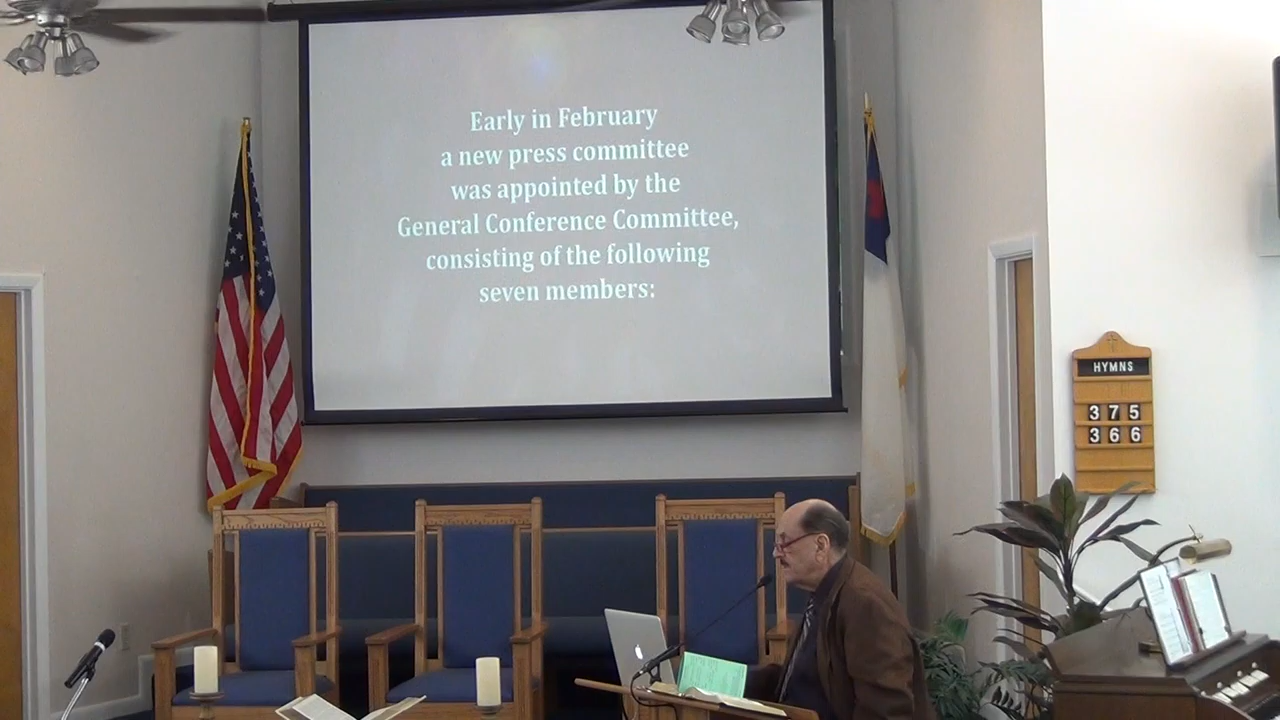 Early in February
a new press committee
was appointed by the
General Conference Committee,
consisting of the following
seven members:
HYMNS
375
366